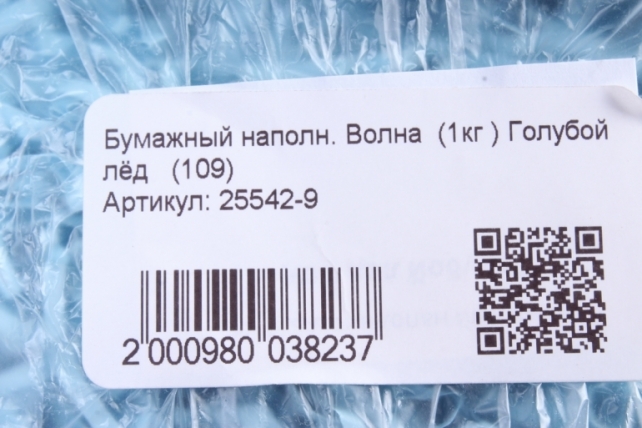 Бумажный наполн. Волна (1кг ) Голубой
лёд (109)
Артикул: 25542-9
2 000980 038237